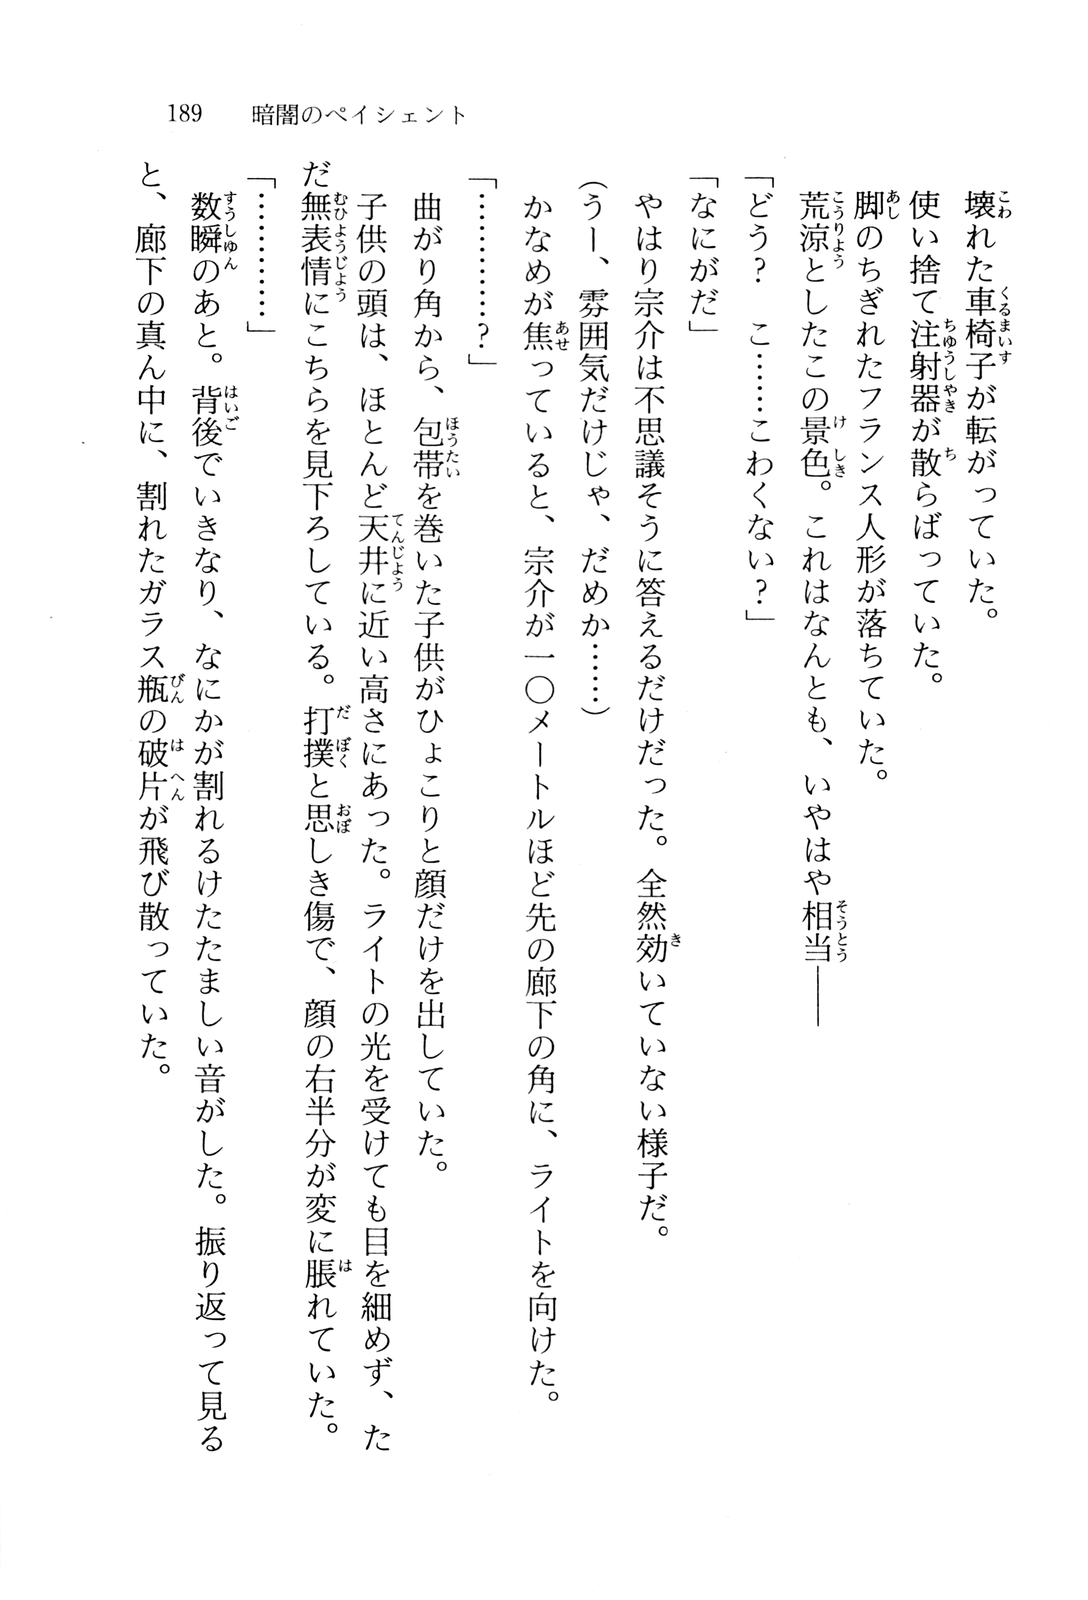 189　暗闇のペイシェント
壊れた車椅子が転がっていた。
使い捨て注射器が散らばっていた。
脚のちぎれたフランス人形が落ちていた。
荒涼としたこの景色。これはなんとも、いやはや相当――
「どう？　こ……こわくない？」
「なにがだ」
やはり宗介は不思議そうに答えるだけだった。全然効いていない様子だ。
（うー、雰囲気だけじゃ、だめか……）
かなめが焦っていると、宗介が一〇メートルほど先の廊下の角に、ライトを向けた。
「…………？」
曲がり角から、包帯を巻いた子供がひょこりと顔だけを出していた。
子供の頭は、ほとんど天井に近い高さにあった。ライトの光を受けても目を細めず、た
だ無表情にこちらを見下ろしている。打撲と思しき傷で、顔の右半分が変に脹れていた。
「…………」
数瞬のあと。背後でいきなり、なにかが割れるけたたましい音がした。振り返って見る
と、廊下の真ん中に、割れたガラス瓶の破片が飛び散っていた。